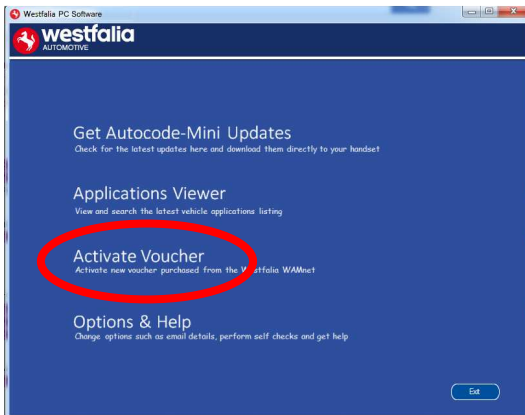 Westfalia PC Software
westfalia
AUTOMOTIVE
Get Autocode-Mini Updates
Check for the latest updates here and download them directly to your handset
Applications Viewer
View and search the latest vehicle applications listing
Activate Voucher
Activate new voucher purchased from the Westfalia WAMnet
Options & Help
Change options such as email details, perform self checks and get help
Exit